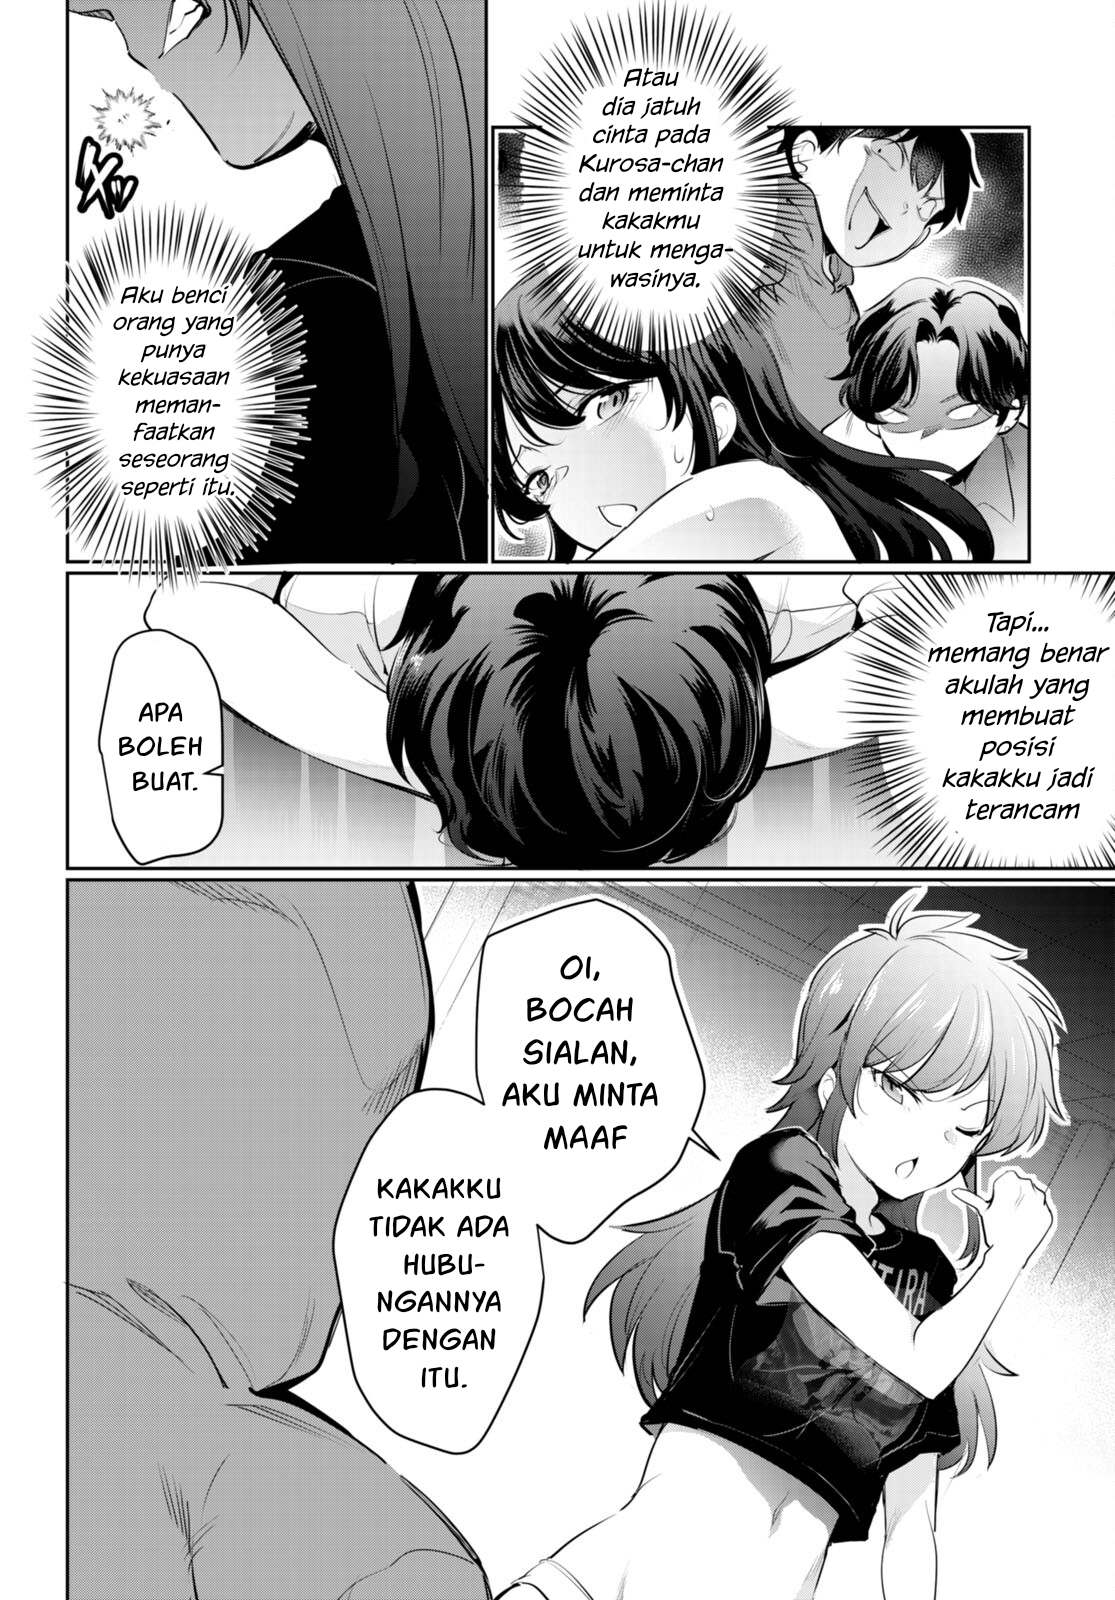 Atau
dia jatuh
cinta pada
Kurosa-chan
dan meminta
kakakmu
untuk menga-
wasinya.
Aku benci
orang yang
punya
kekuasaan
meman-
faatkan
seseorang
seperti itu.
Tapi...
memang benar
akulah yang
membuat
posisi
kakakku jadi
terancam
APA
BOLEH
BUAT.
OI,
BOCAH
SIALAN,
AKU MINTA
MAAF
KAKAKKU
TIDAK ADA
HUBU-
NGANNYA
DENGAN
ITU.